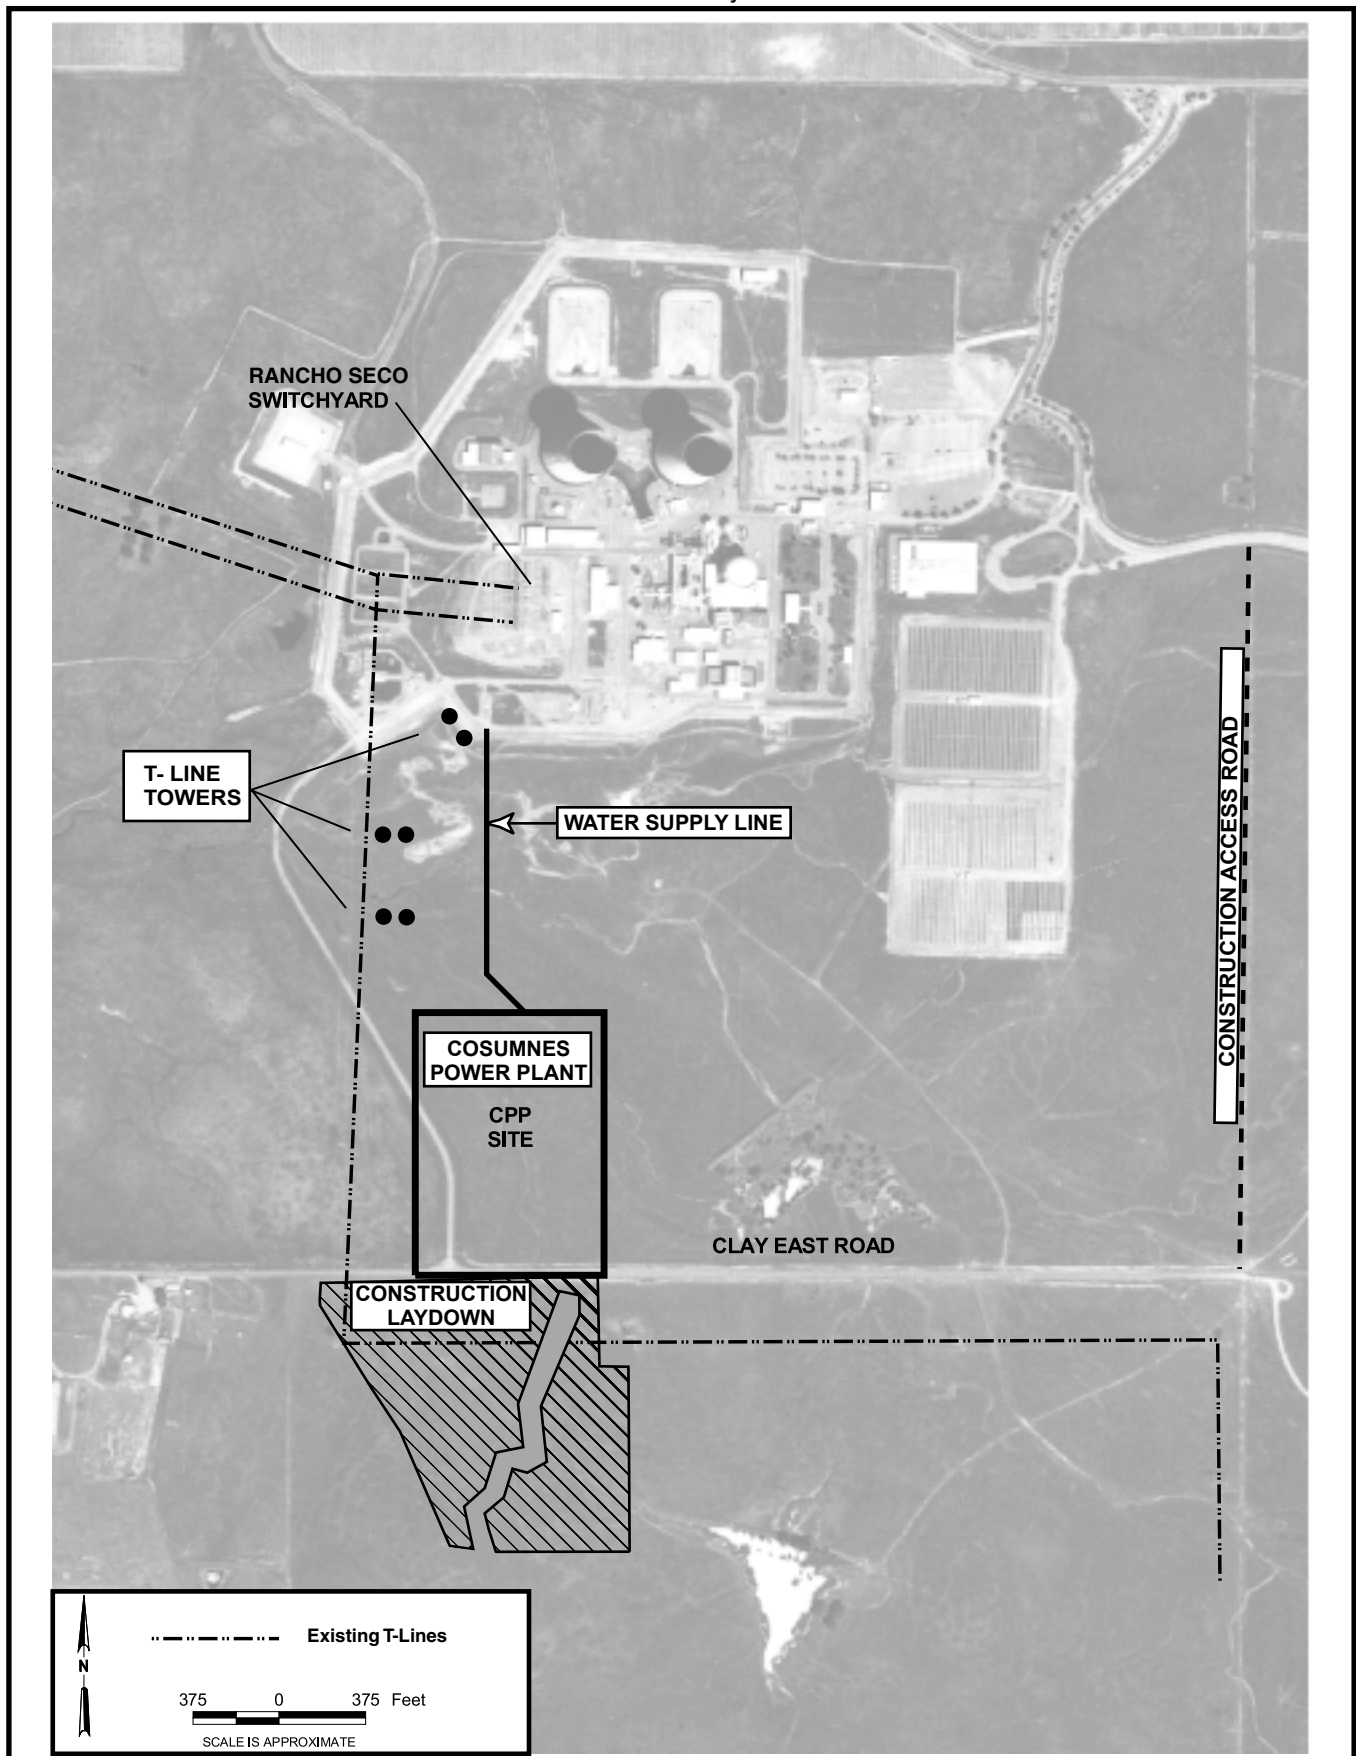 RANCHO SECO
SWITCHYARD
T- LINE
TOWERS
WATER SUPPLY LINE
CONSTRUCTION ACCESS ROAD
COSUMNES
POWER PLANT
CPP
SITE
CLAY EAST ROAD
CONSTRUCTION
LAYDOWN
N
Existing T-Lines
375 0 375 Feet
SCALE IS APPROXIMATE